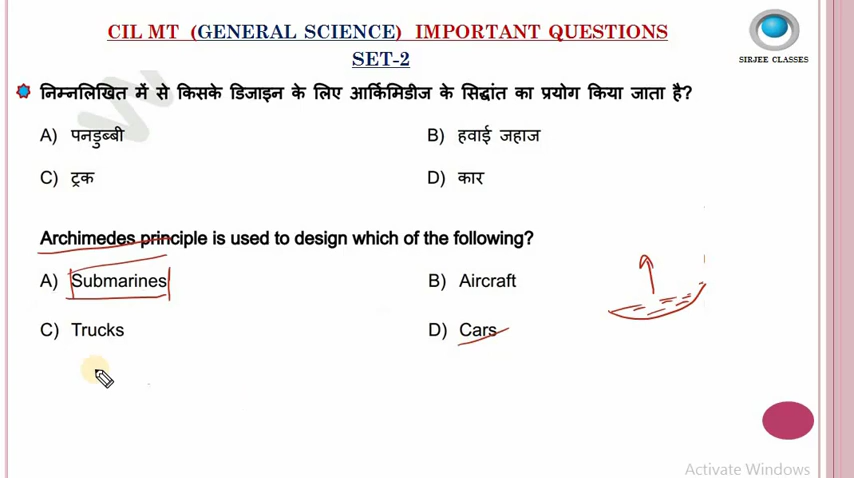 CIL MT (GENERAL SCIENCE) IMPORTANT QUESTIONS
SET-2
SIRJEE CLASSES
निम्नलिखित में से किसके डिजाइन के लिए आर्किमिडीज के सिद्धांत का प्रयोग किया जाता है?
A) पनडुब्बी
B) हवाई जहाज
C) ट्रक
D) कार
Archimedes principle is used to design which of the following?
A) Submarines
B) Aircraft
C) Trucks
D) Cars
Activate Windows